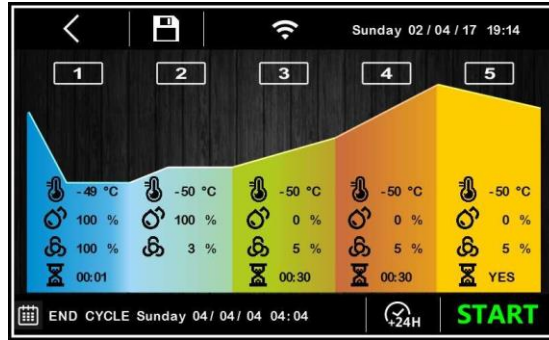 Sunday 02 / 04 / 17 19:14
1 2 3 4 5
- 49 °C - 50 °C - 50 °C - 50 °C - 50 °C
100 % 100 % 0 % 0 % 0 %
100 % 3 % 5 % 5 % 5 %
00:01 00:30 00:30 YES
END CYCLE Sunday 04/ 04/ 04 04: 04
+24H
START